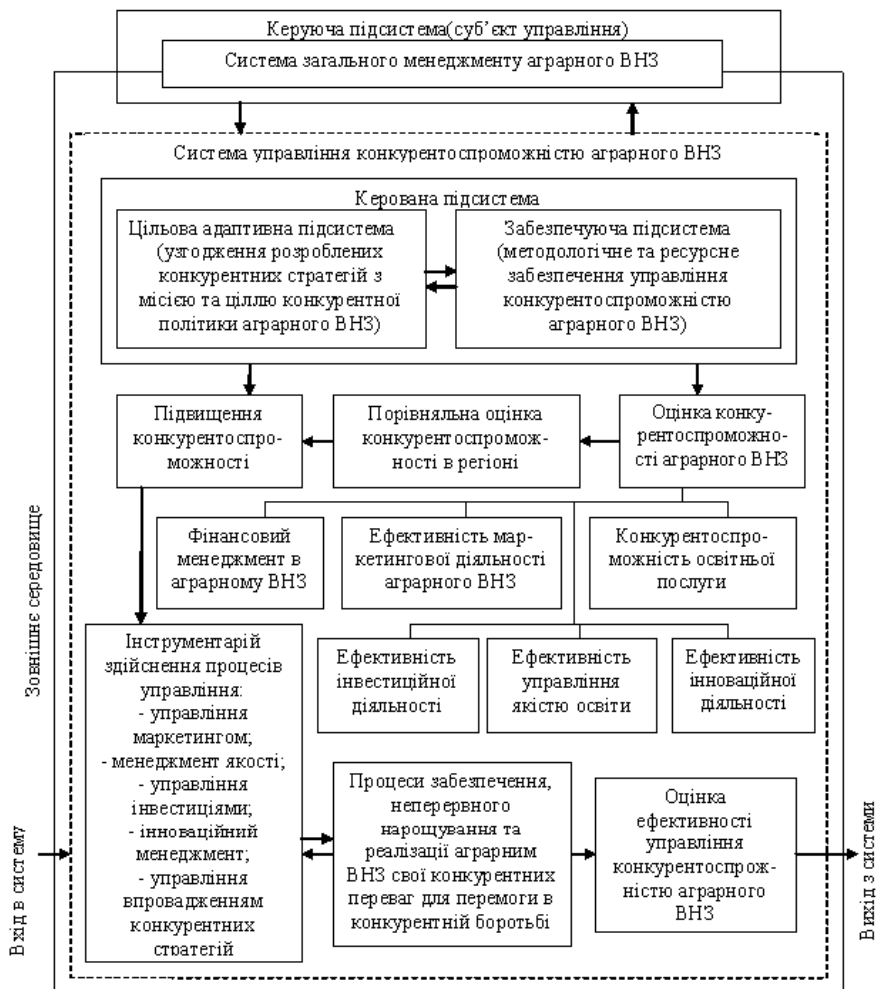 Керуюча підсистема(суб’єкт управління)
Система загального менеджменту аграрного ВНЗ
Система управління конкурентоспроможністю аграрного ВНЗ
Керована підсистема
Цільова адаптивна підсистема
(узгодження розроблених
конкурентних стратегій з
місією та ціллю конкурентної
політики аграрного ВНЗ)
Забезпечуюча підсистема
(методологічне та ресурсне
забезпечення управління
конкурентоспроможністю
аграрного ВНЗ)
Підвищення
конкурентоспро-
можності
Порівняльна оцінка
конкурентоспромож-
ності в регіоні
Оцінка конку-
рентоспроможно-
сті аграрного ВНЗ
Фінансовий
менеджмент в
аграрному ВНЗ
Ефективність мар-
кетингової діяльності
аграрного ВНЗ
Конкурентоспро-
можність освітньої
послуги
Ефективність
інвестиційної
діяльності
Ефективність
управління
якістю освіти
Ефективність
інноваційної
діяльності
Інструментарій
здійснення процесів
управління:
- управління
маркетингом;
- менеджмент якості;
- управління
інвестиціями;
- інноваційний
менеджмент;
- управління
впровадженням
конкурентних
стратегій
Процеси забезпечення,
неперервного
нарощування та
реалізації аграрним
ВНЗ свої конкурентних
переваг для перемоги в
конкурентній боротьбі
Оцінка
ефективності
управління
конкурентоспрож-
ністю аграрного
ВНЗ
Зовнішнє середовище
Вхід в систему
Вихід з системи